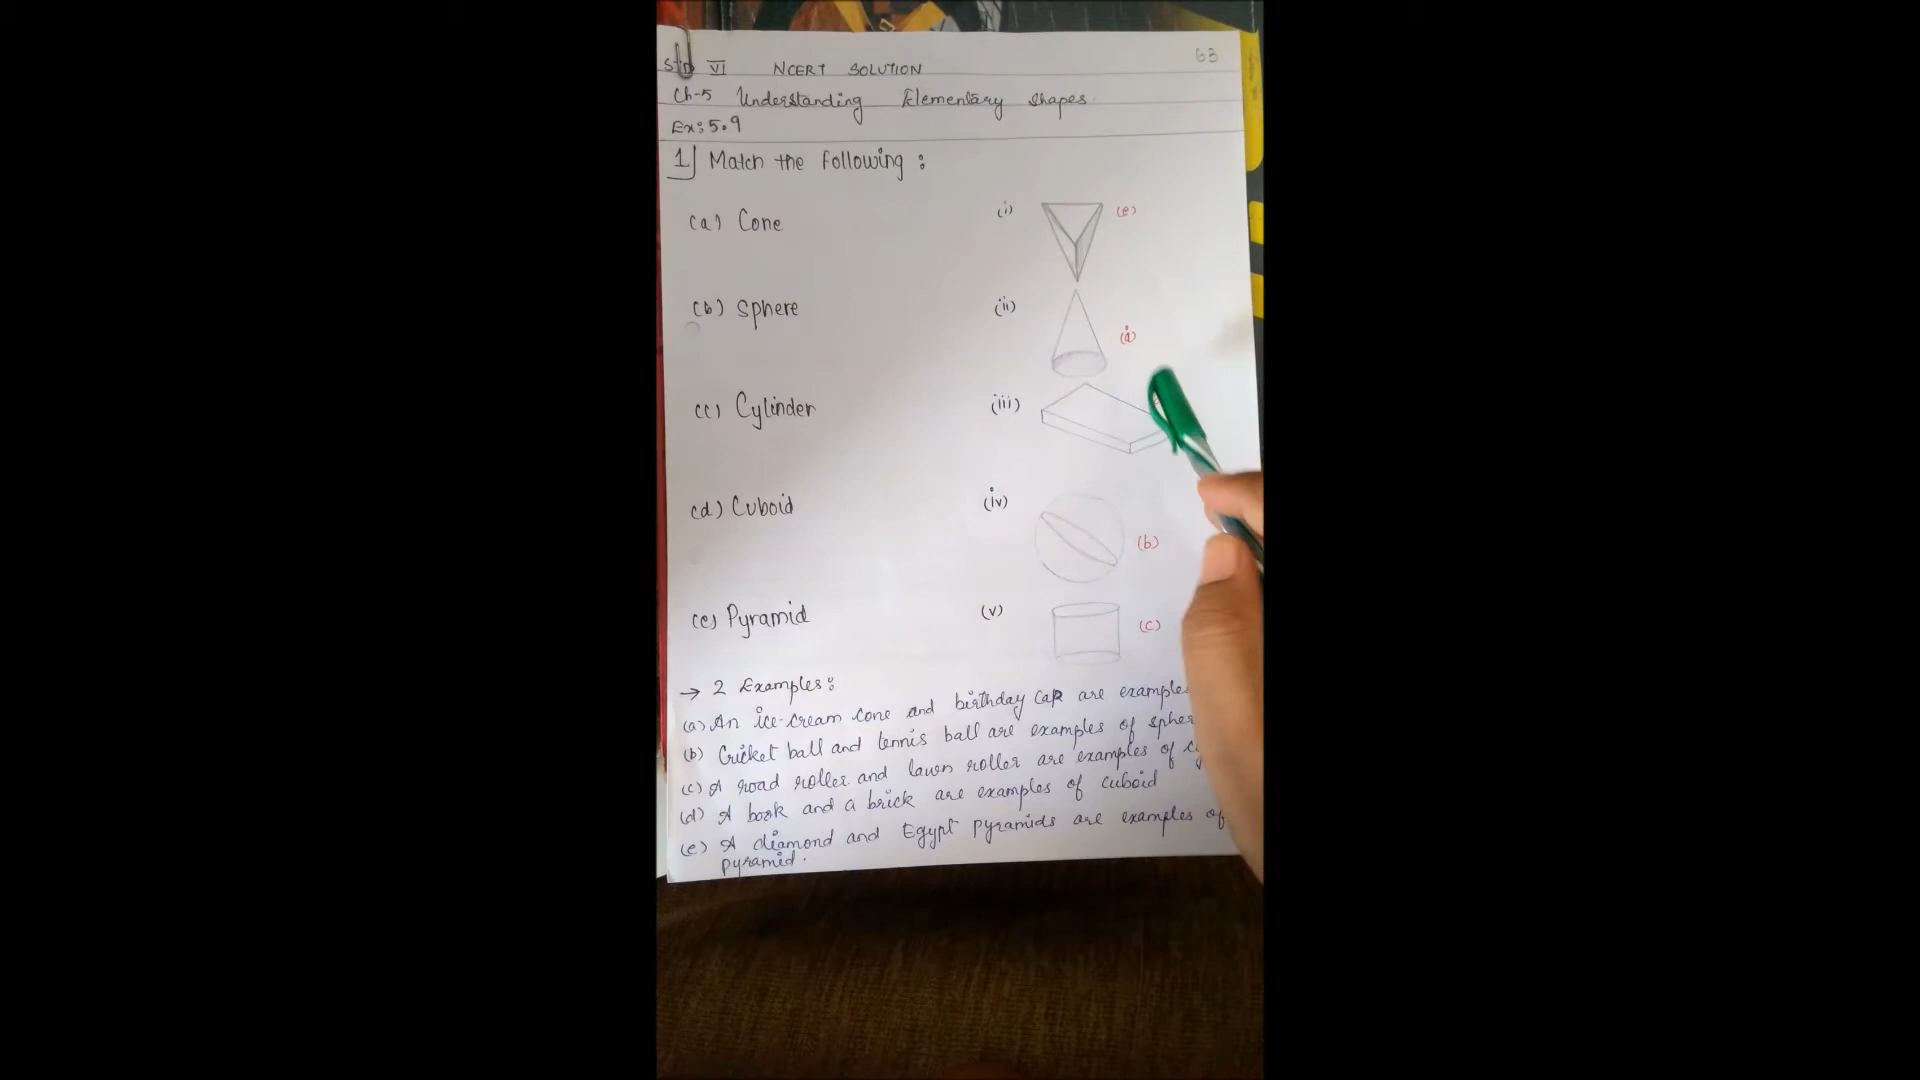 63
Std VI NCERT SOLUTION
Ch-5 Understanding Elementary Shapes.
Ex: 5.9
1] Match the following :
(a) Cone (i) (e)
(b) Sphere (ii) (a)
(c) Cylinder (iii)
(d) Cuboid (iv) (b)
(e) Pyramid (v) (c)
→ 2 Examples:
(a) An ice-cream cone and birthday cap are example
(b) Cricket ball and tennis ball are examples of spher
(c) A road roller and lawn roller are examples of cy
(d) A book and a brick are examples of cuboid
(e) A diamond and Egypt pyramids are examples of
pyramid.